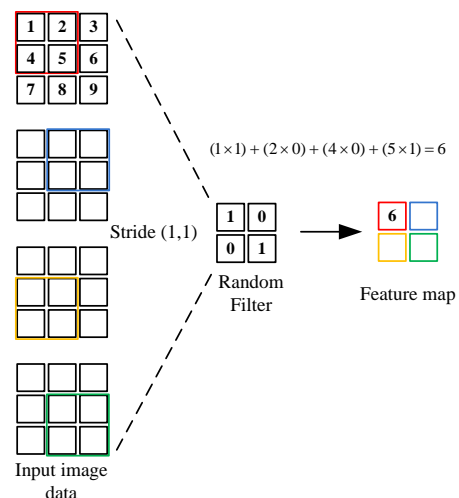 1 2 3
4 5 6
7 8 9
(1×1)+(2×0)+(4×0)+(5×1)=6
Stride (1,1)
1 0
0 1
Random
Filter
6
Feature map
Input image
data